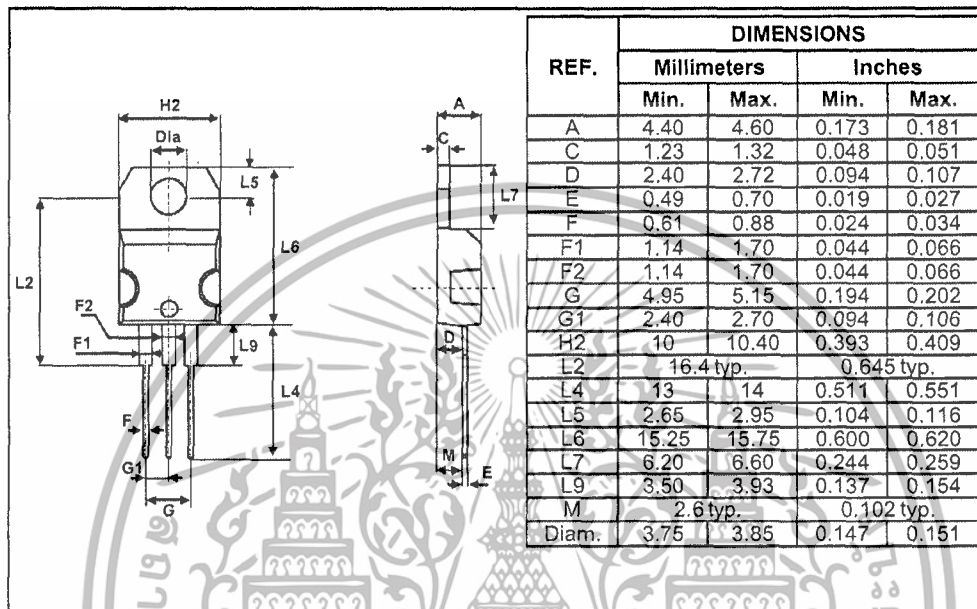 H2
Dia
L5
L6
L2
F2
F1
L9
L4
F
G1
G
A
C
L7
D
M
E
REF. DIMENSIONS
Millimeters Inches
Min. Max. Min. Max.
A 4.40 4.60 0.173 0.181
C 1.23 1.32 0.048 0.051
D 2.40 2.72 0.094 0.107
E 0.49 0.70 0.019 0.027
F 0.61 0.88 0.024 0.034
F1 1.14 1.70 0.044 0.066
F2 1.14 1.70 0.044 0.066
G 4.95 5.15 0.194 0.202
G1 2.40 2.70 0.094 0.106
H2 10 10.40 0.393 0.409
L2 16.4 typ. 0.645 typ.
L4 13 14 0.511 0.551
L5 2.65 2.95 0.104 0.116
L6 15.25 15.75 0.600 0.620
L7 6.20 6.60 0.244 0.259
L9 3.50 3.93 0.137 0.154
M 2.6 typ. 0.102 typ.
Diam. 3.75 3.85 0.147 0.151